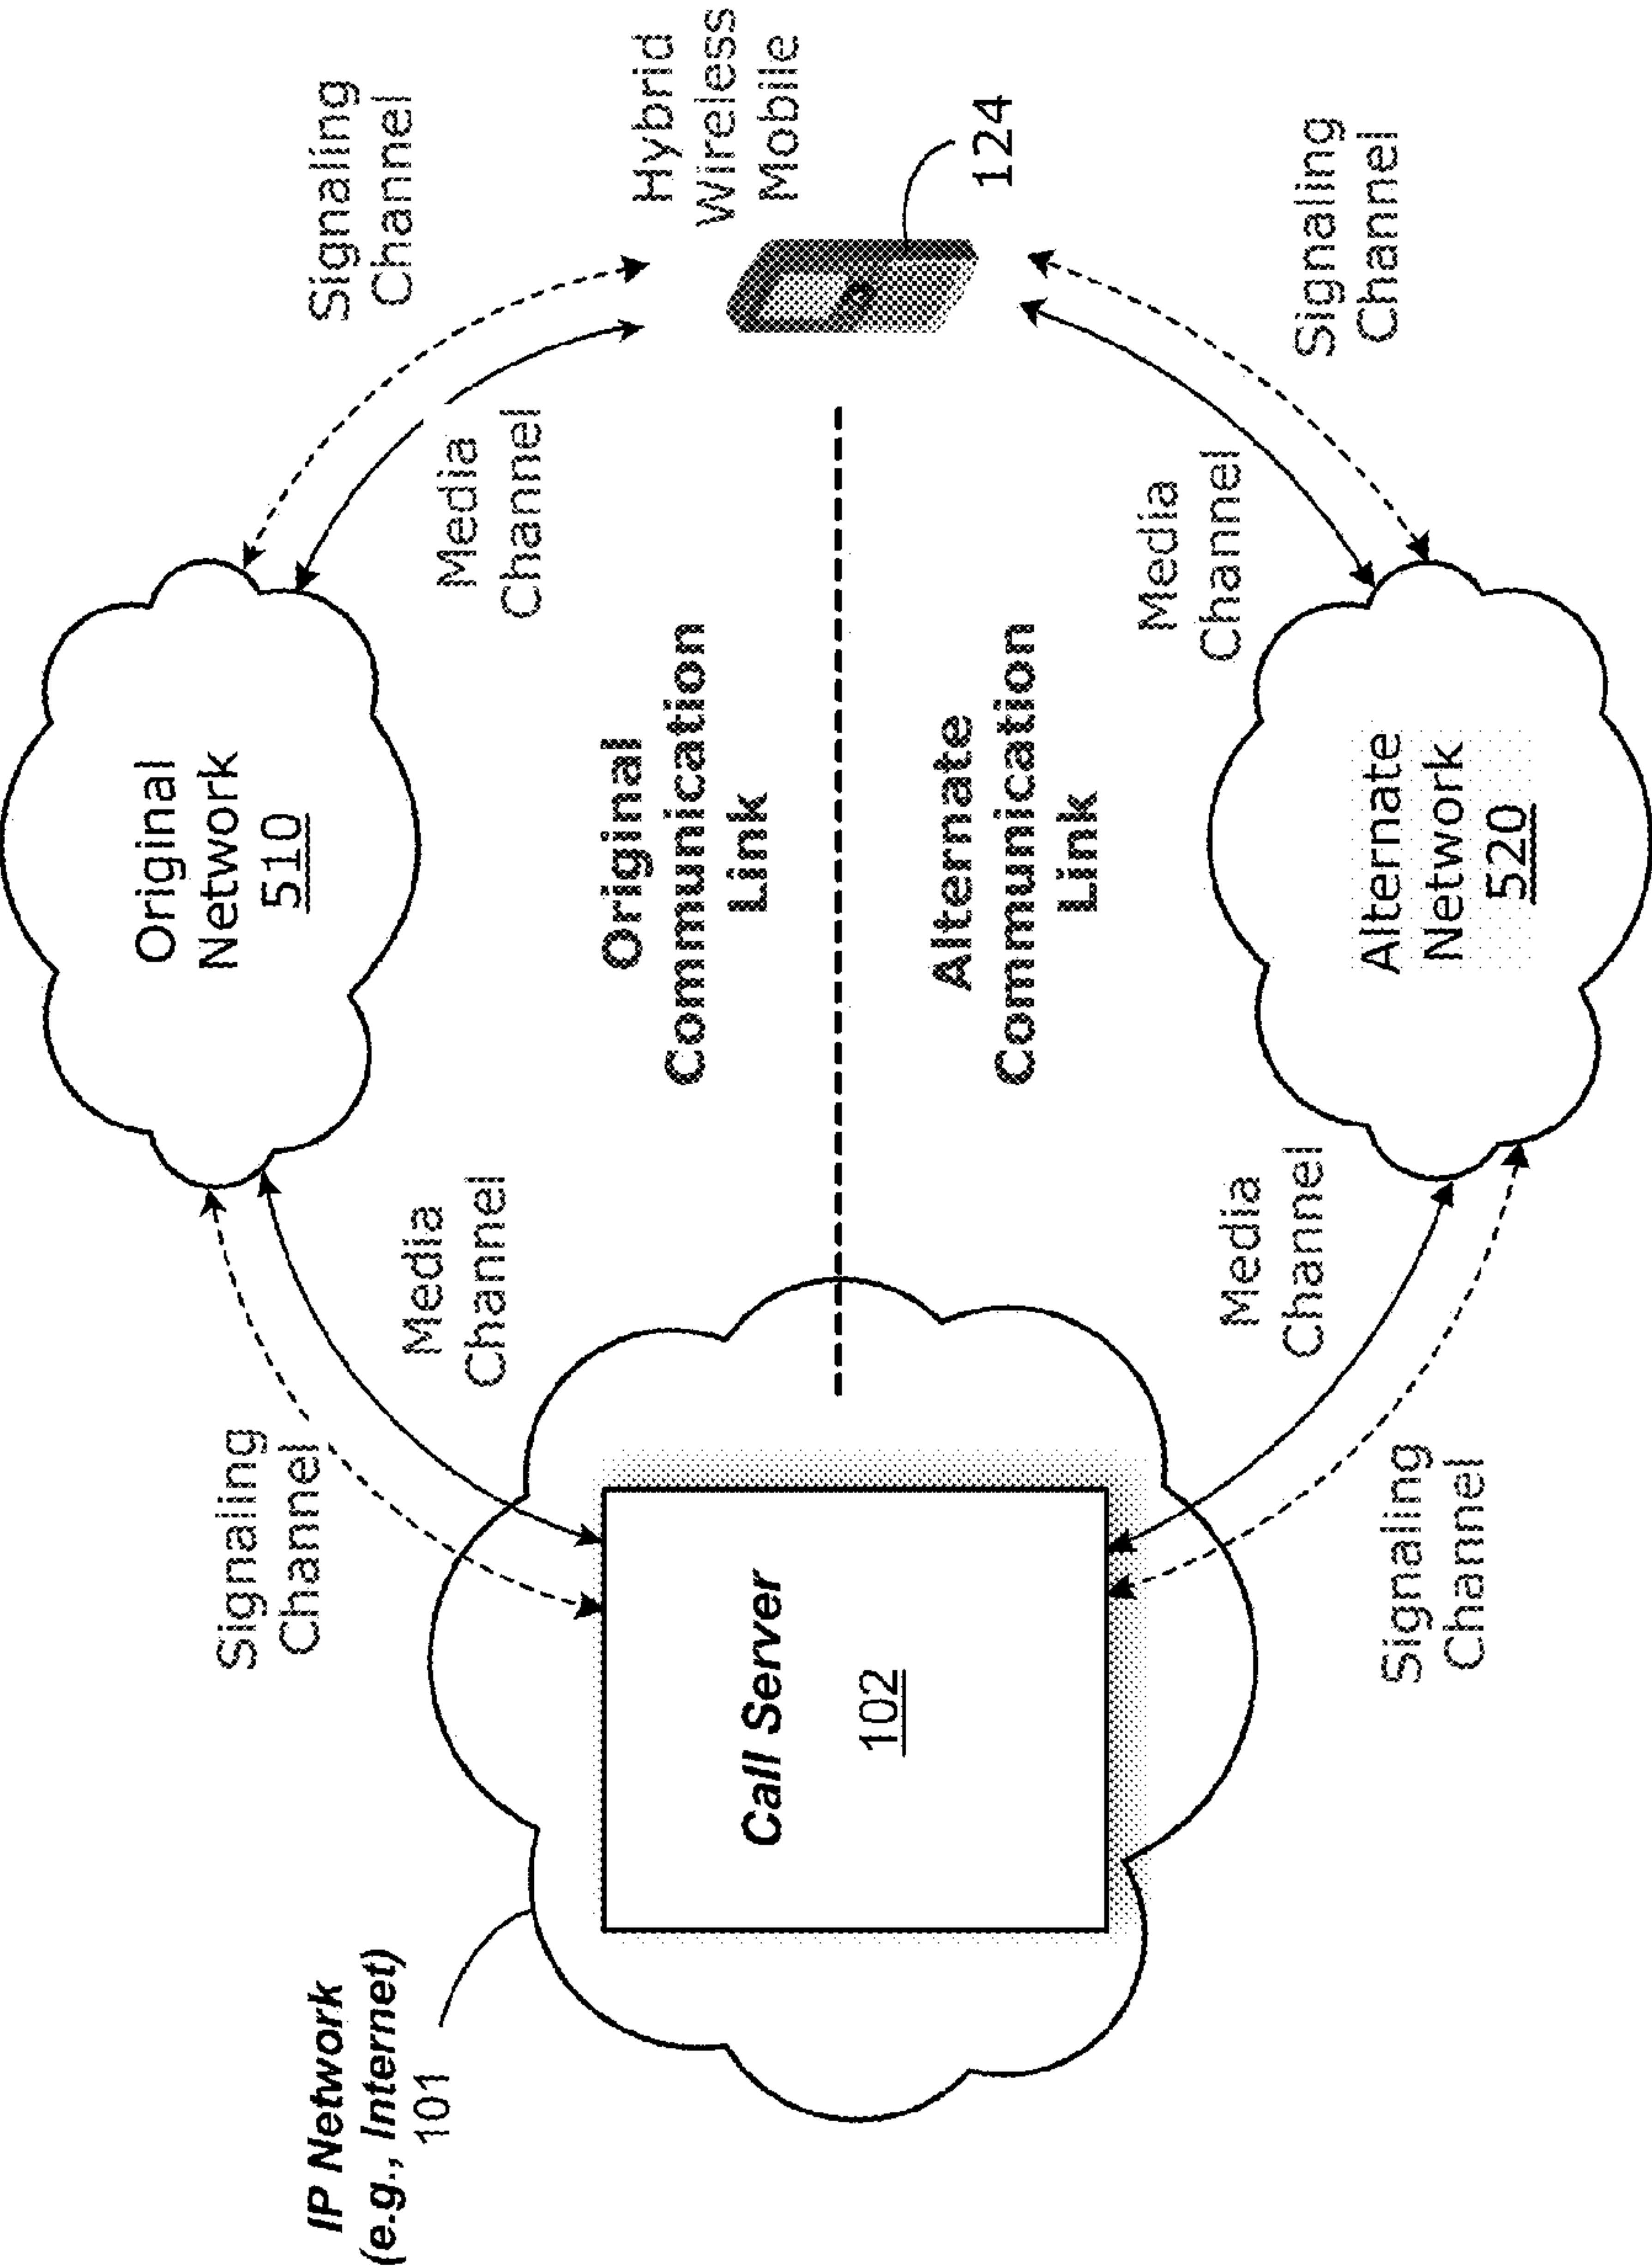 Original
Network
510
Signaling
Channel
Signaling
Channel
Media
Channel
Media
Channel
IP Network
(e.g., Internet)
101
Original
Communication
Link
Hybrid
Wireless
Mobile
124
Call Server
102
Alternate
Communication
Link
Media
Channel
Media
Channel
Signaling
Channel
Signaling
Channel
Alternate
Network
520